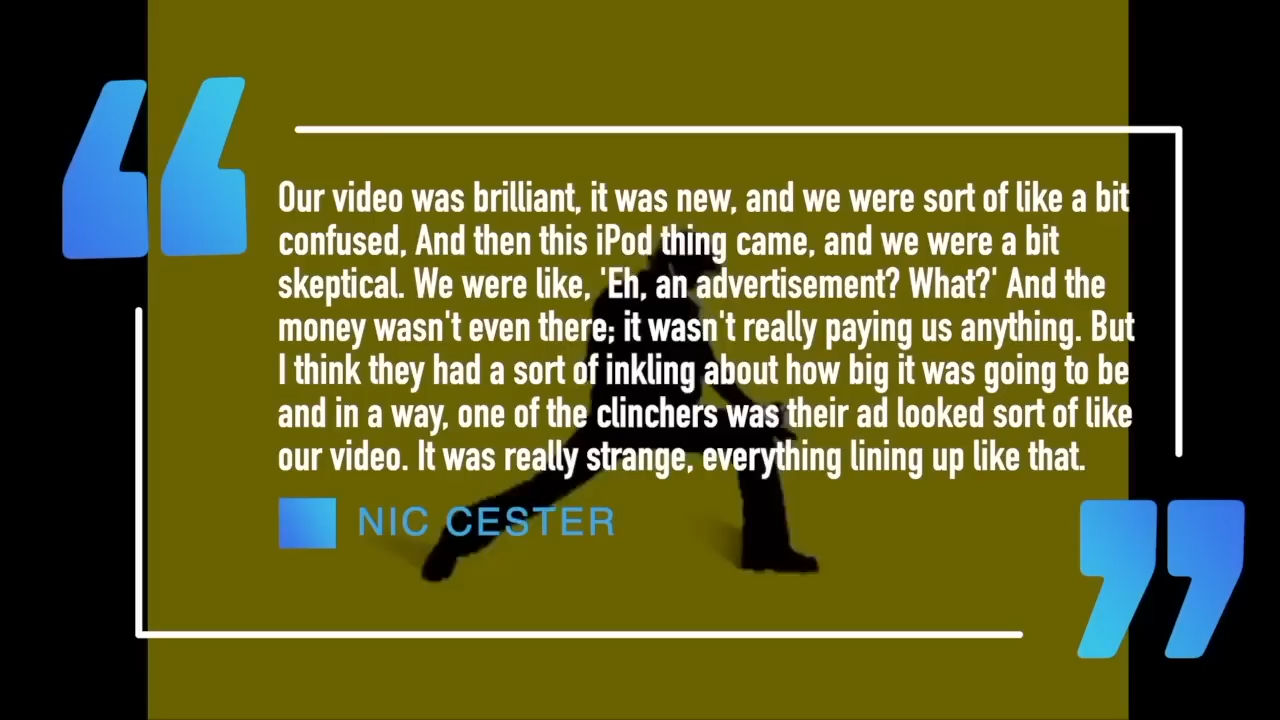 Our video was brilliant, it was new, and we were sort of like a bit
confused, And then this iPod thing came, and we were a bit
skeptical. We were like, 'Eh, an advertisement? What?' And the
money wasn't even there; it wasn't really paying us anything. But
I think they had a sort of inkling about how big it was going to be
and in a way, one of the clinchers was their ad looked sort of like
our video. It was really strange, everything lining up like that.
NIC CESTER